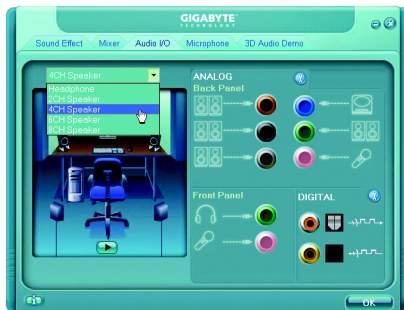 GIGABYTE
TECHNOLOGY
Sound Effect Mixer Audio I/O Microphone 3D Audio Demo
4CH Speaker
Headphone
2CH Speaker
4CH Speaker
6CH Speaker
8CH Speaker
ANALOG
Back Panel
Front Panel
DIGITAL
OK